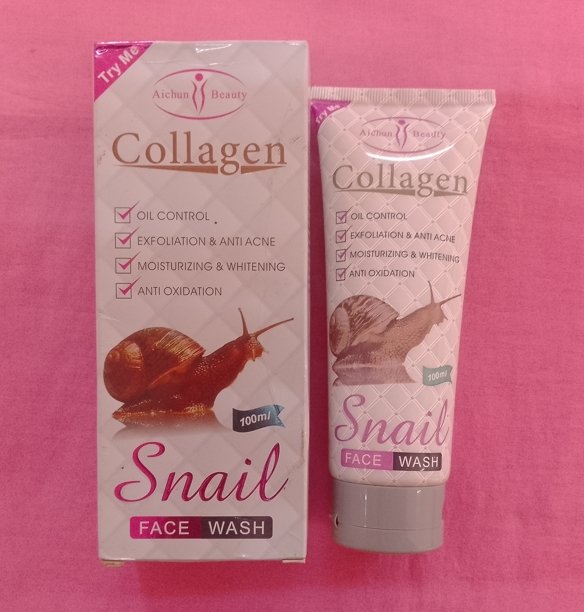 Try Me
Aichun Beauty
Collagen
OIL CONTROL
EXFOLIATION & ANTI ACNE
MOISTURIZING & WHITENING
ANTI OXIDATION
100ml
Snail
FACE WASH
Try Me
Aichun Beauty
Collagen
OIL CONTROL
EXFOLIATION & ANTI ACNE
MOISTURIZING & WHITENING
ANTI OXIDATION
100ml
Snail
FACE WASH